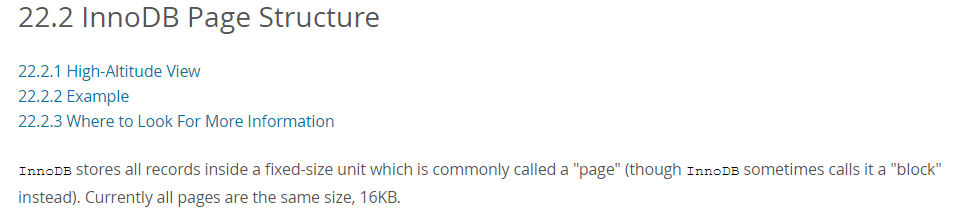 22.2 InnoDB Page Structure
22.2.1 High-Altitude View
22.2.2 Example
22.2.3 Where to Look For More Information
InnoDB stores all records inside a fixed-size unit which is commonly called a "page" (though InnoDB sometimes calls it a "block"
instead). Currently all pages are the same size, 16KB.